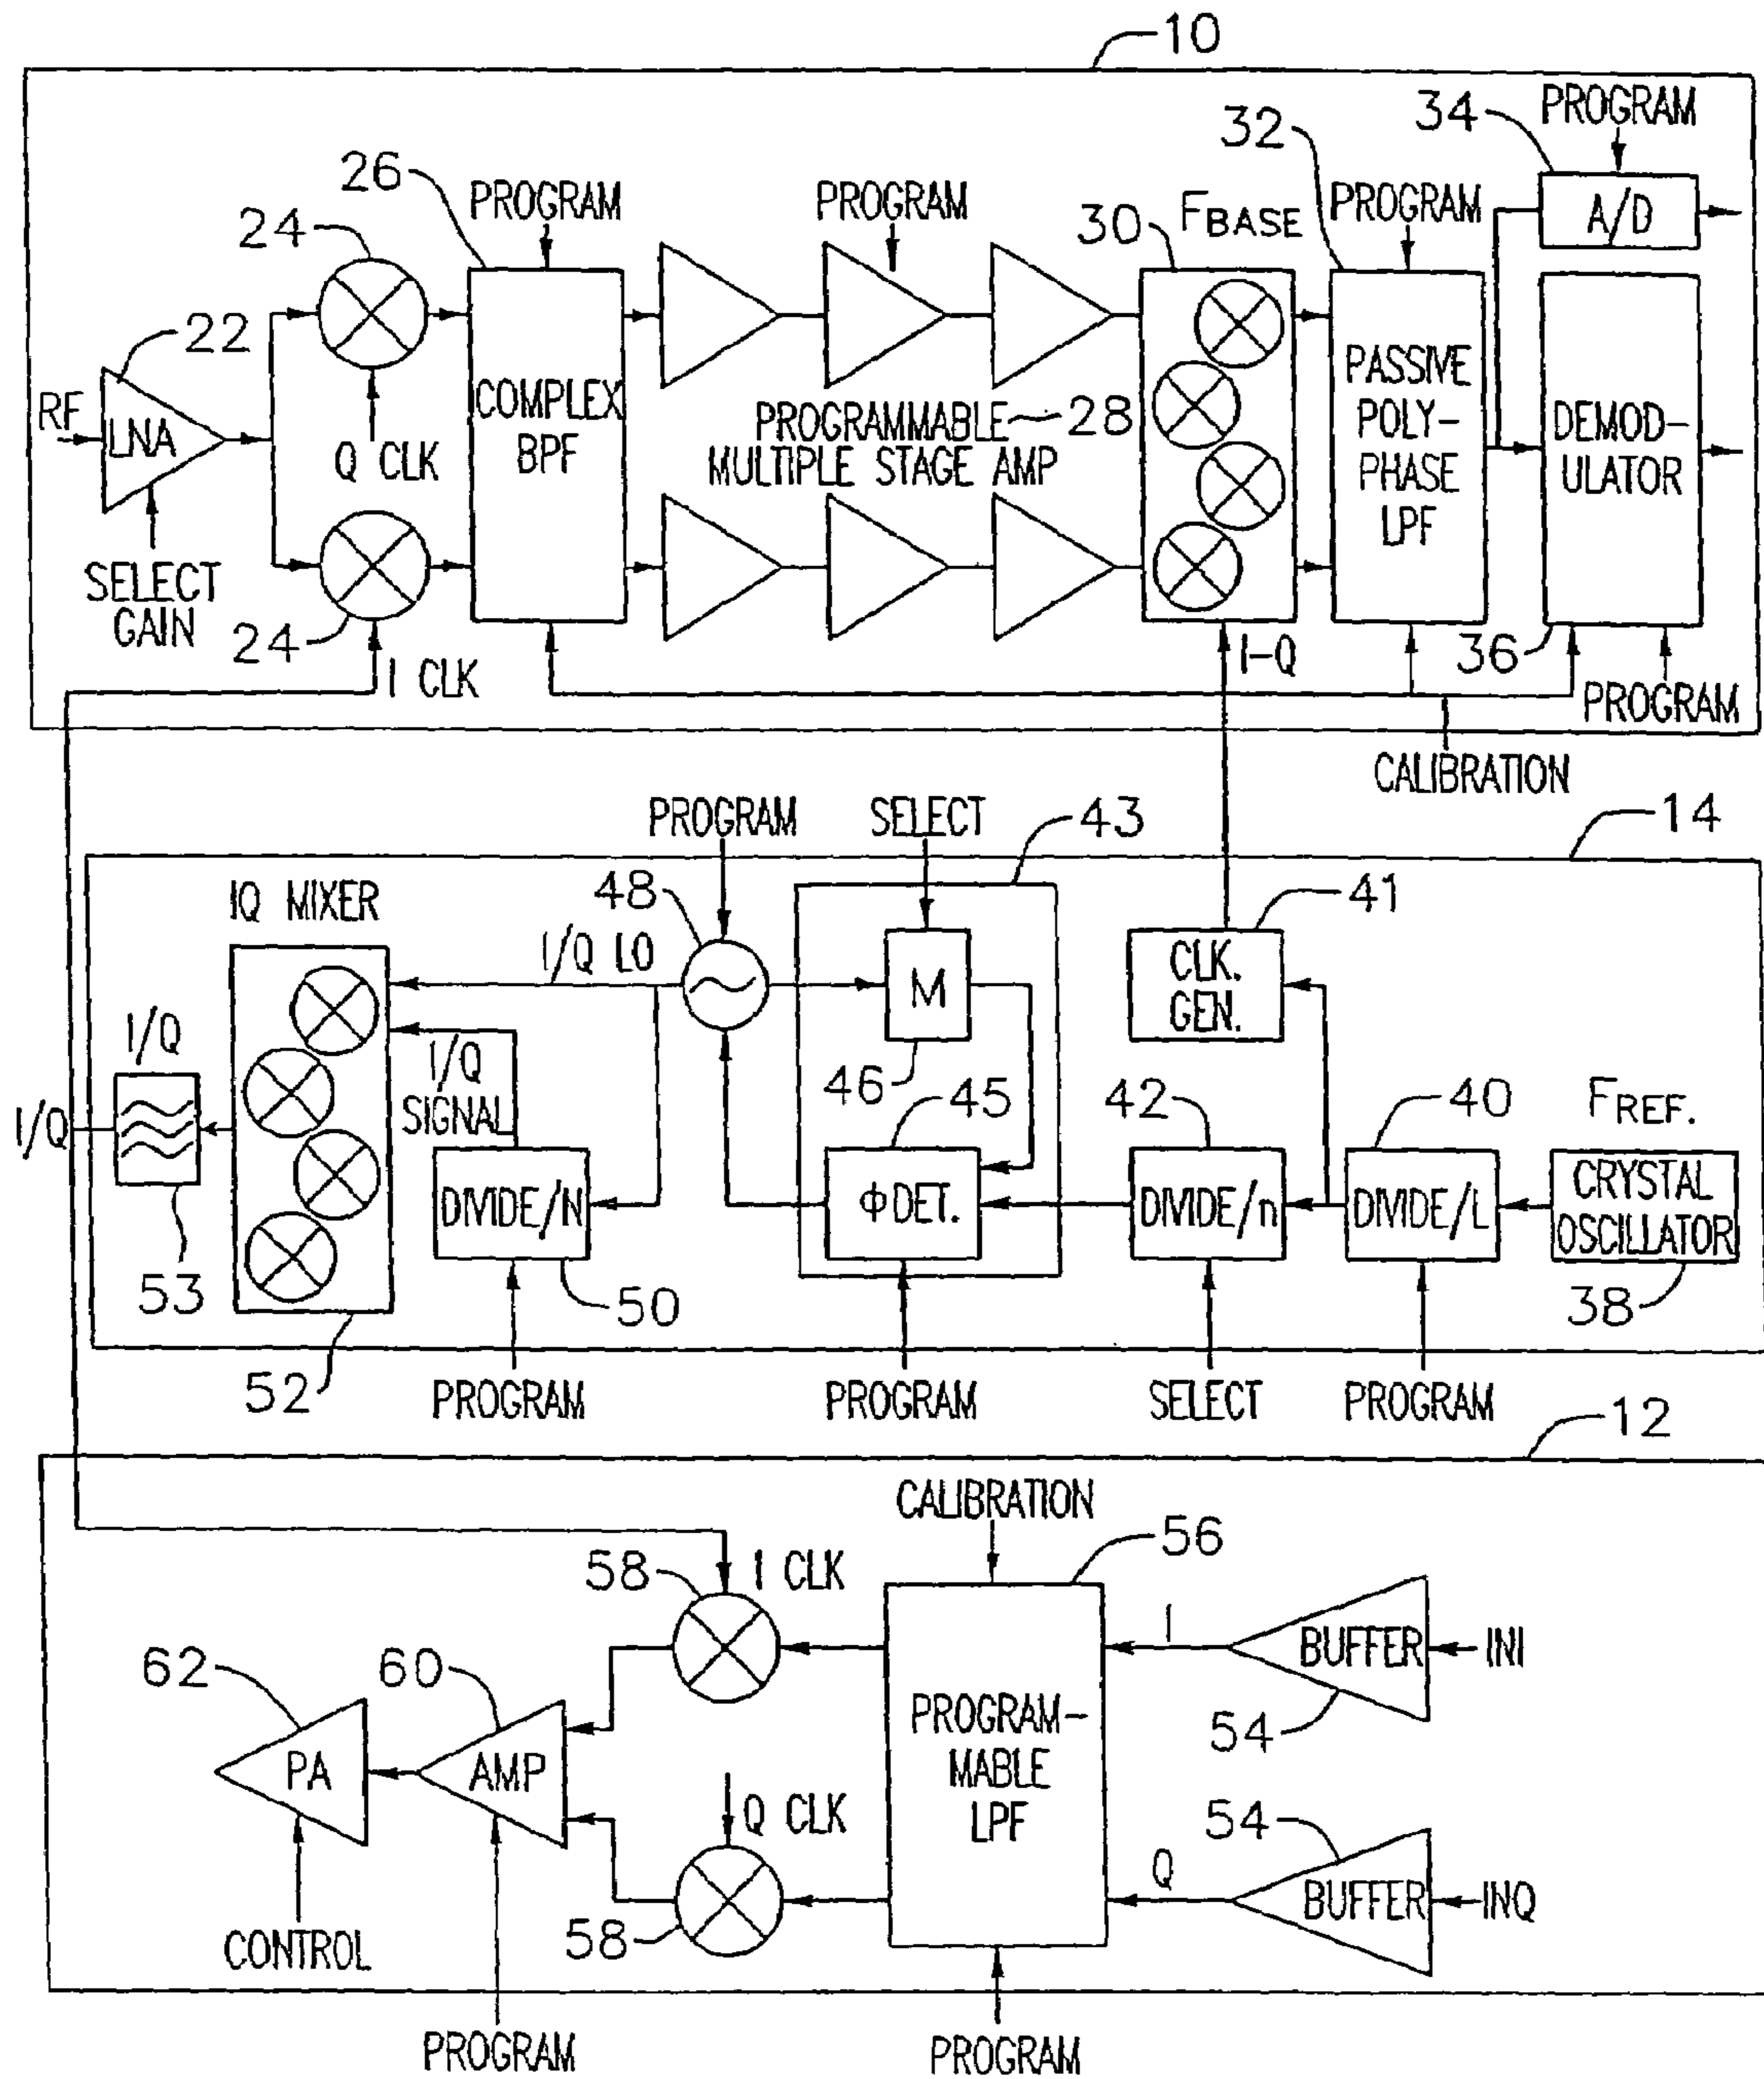 10
PROGRAM
34
32
26
PROGRAM
PROGRAM
FBASE
PROGRAM
A/D
24
30
22
RF
LNA
Q CLK
COMPLEX
BPF
PROGRAMMABLE 28
MULTIPLE STAGE AMP
PASSIVE
POLY-
PHASE
LPF
DEMOD-
ULATOR
SELECT
GAIN
24
I CLK
I-Q
36
PROGRAM
CALIBRATION
PROGRAM
SELECT
43
14
IQ MIXER
48
41
I/Q LO
M
CLK.
GEN.
I/Q
I/Q
SIGNAL
46
45
42
40
FREF.
I/Q
DIVIDE/N
ΦDET.
DIVIDE/n
DIVIDE/L
CRYSTAL
OSCILLATOR
53
50
38
52
PROGRAM
PROGRAM
SELECT
PROGRAM
12
CALIBRATION
58
I CLK
56
62
60
I
BUFFER
INI
PA
AMP
PROGRAM-
MABLE
LPF
54
Q CLK
54
Q
BUFFER
INQ
CONTROL
58
PROGRAM
PROGRAM